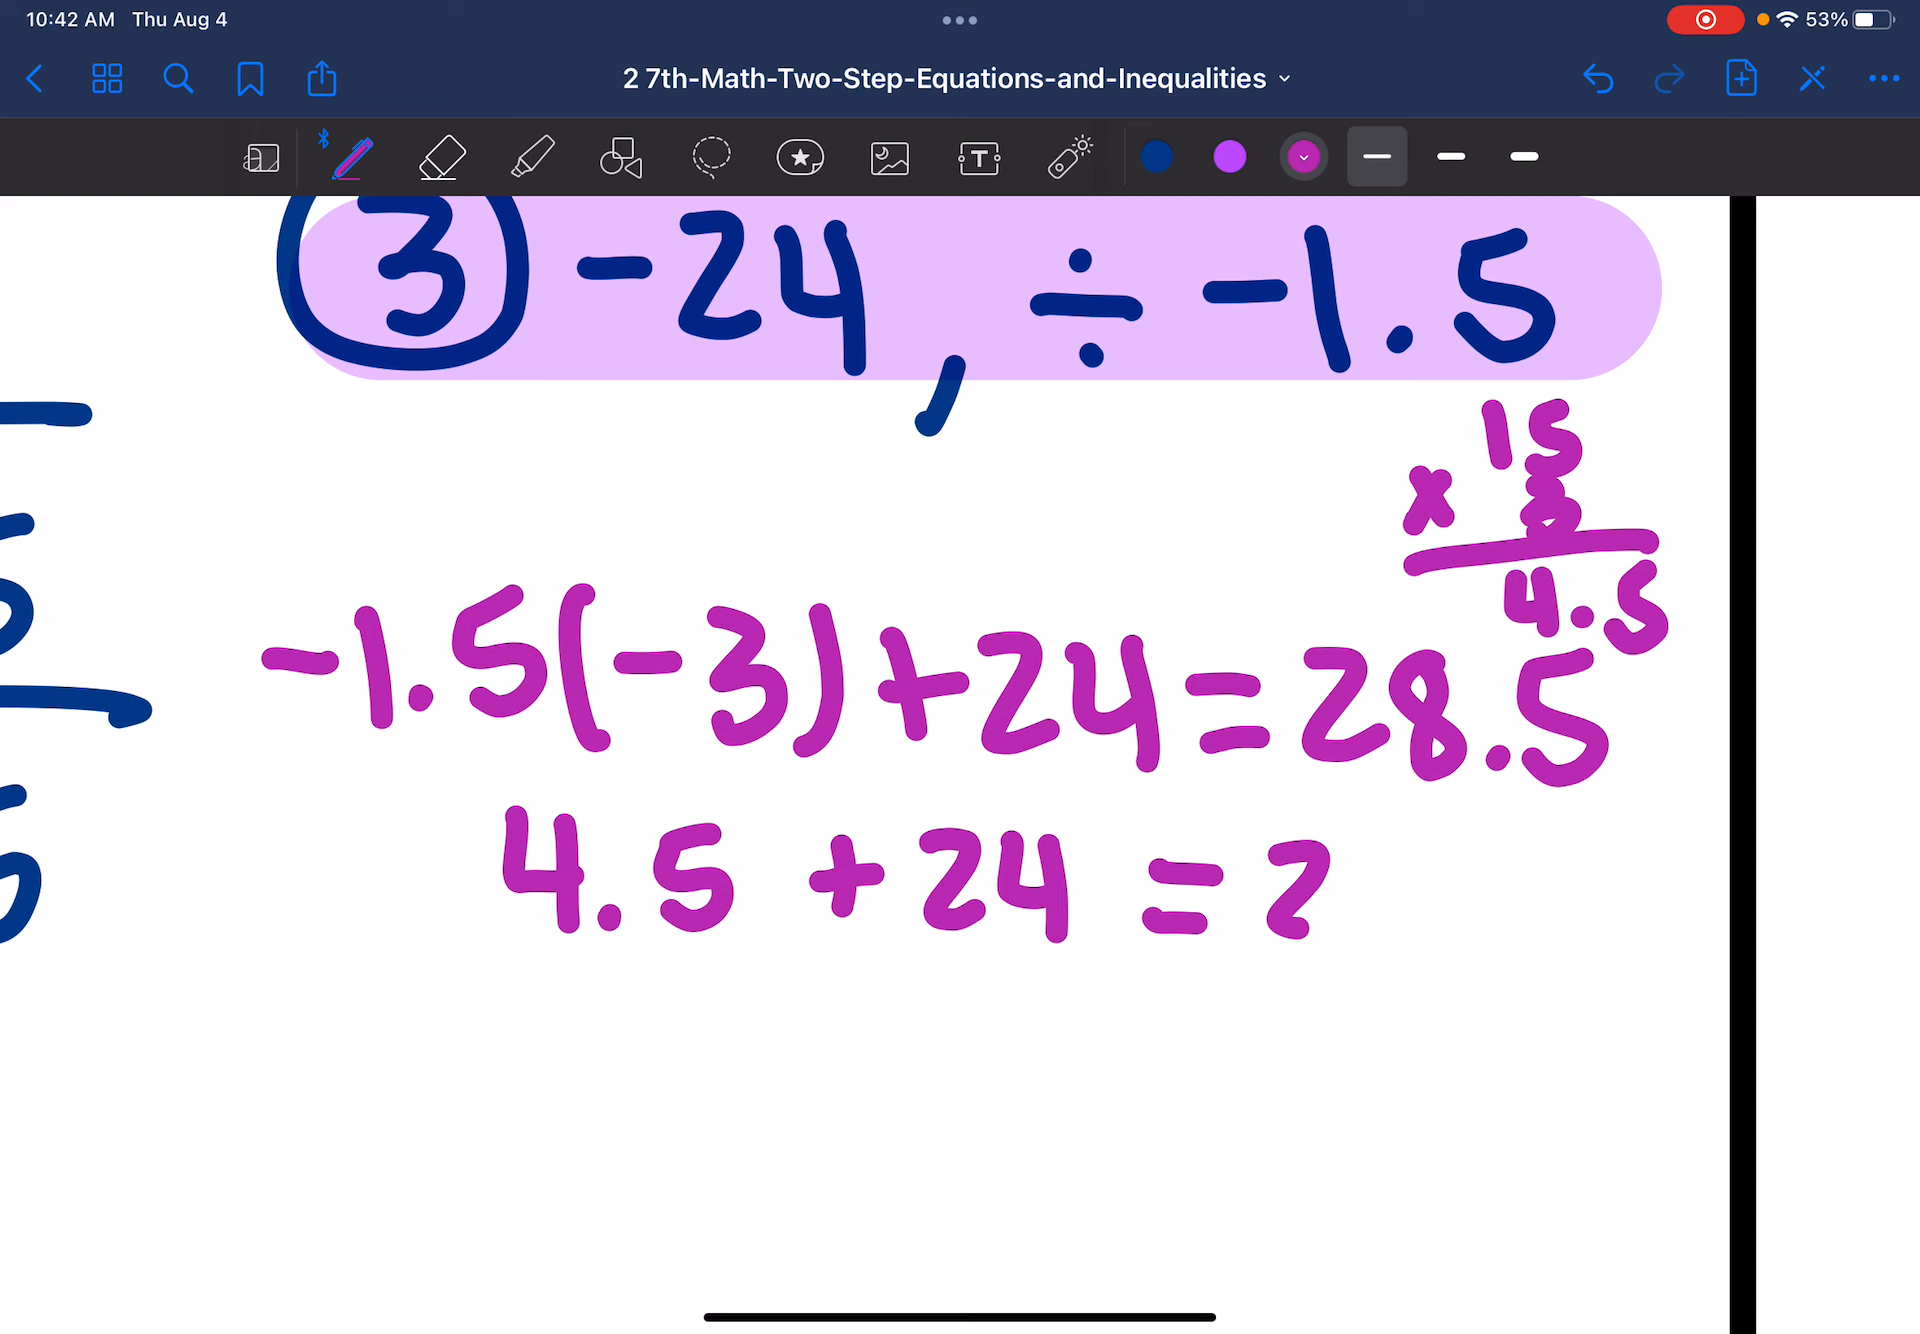 10:42 AM Thu Aug 4
53%
2 7th-Math-Two-Step-Equations-and-Inequalities
3 -24, ÷ -1.5
15
x 3
4.5
-1.5(-3)+24=28.5
4.5 +24 = 2